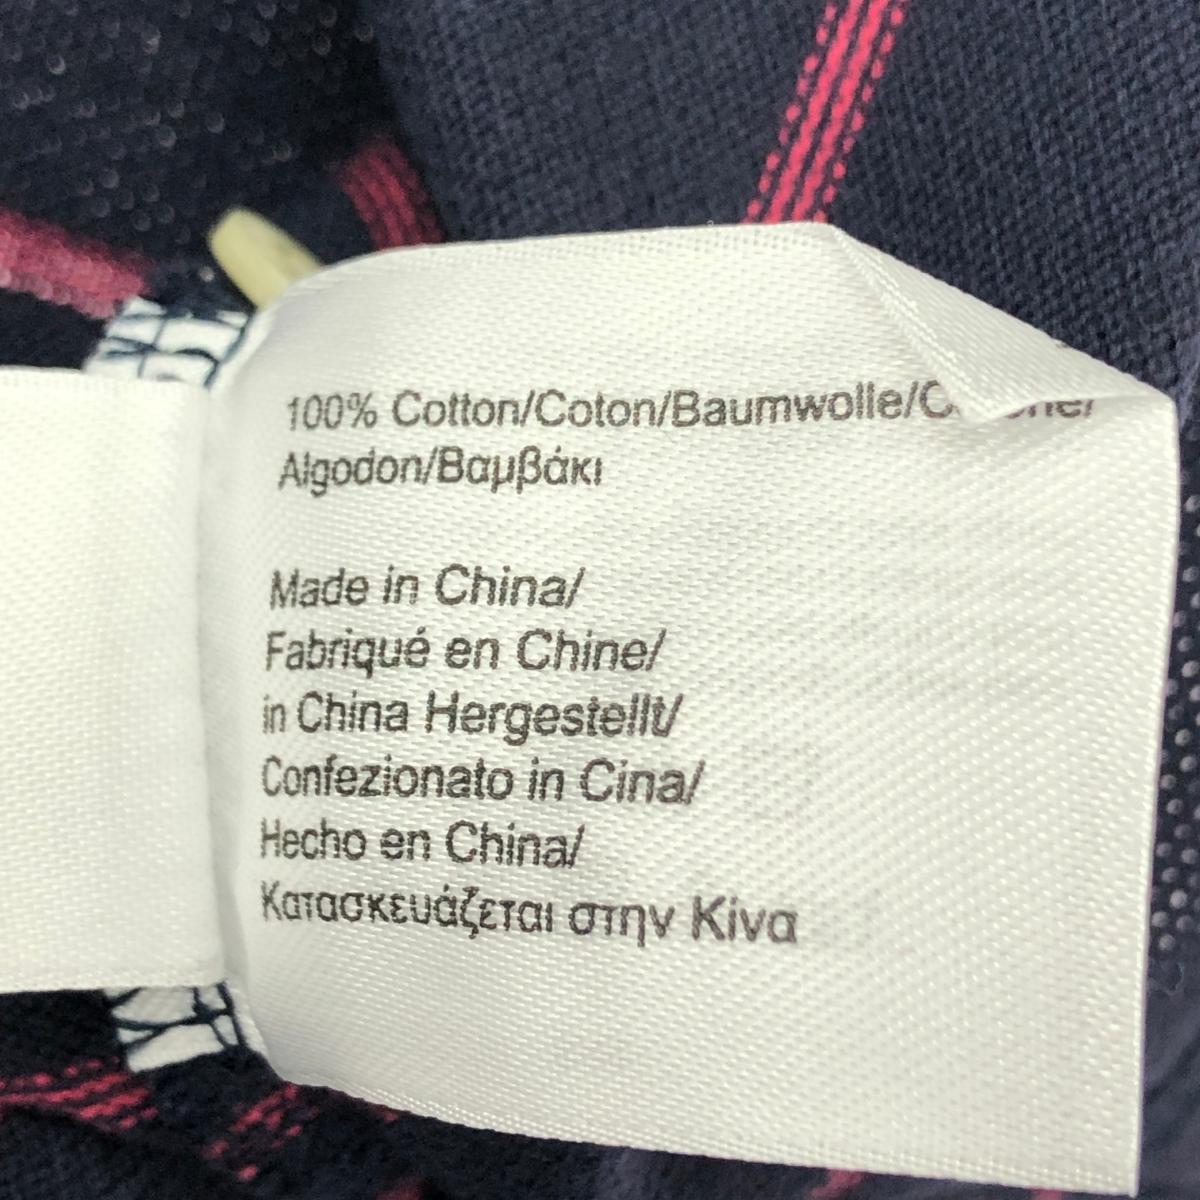 100% Cotton/Coton/Baumwolle/
Algodon/Βαμβάκι
Made in China/
Fabriqué en Chine/
in China Hergestellt/
Confezionato in Cina/
Hecho en China/
Κατασκευάζεται στην Κίνα